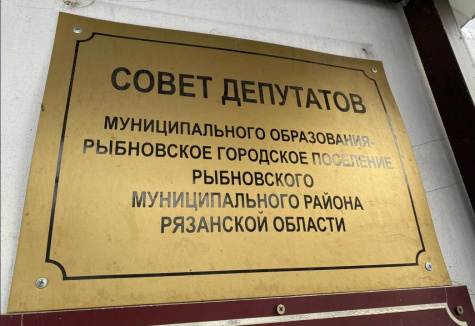 СОВЕТ ДЕПУТАТОВ
МУНИЦИПАЛЬНОГО ОБРАЗОВАНИЯ-
РЫБНОВСКОЕ ГОРОДСКОЕ ПОСЕЛЕНИЕ
РЫБНОВСКОГО
МУНИЦИПАЛЬНОГО РАЙОНА
РЯЗАНСКОЙ ОБЛАСТИ